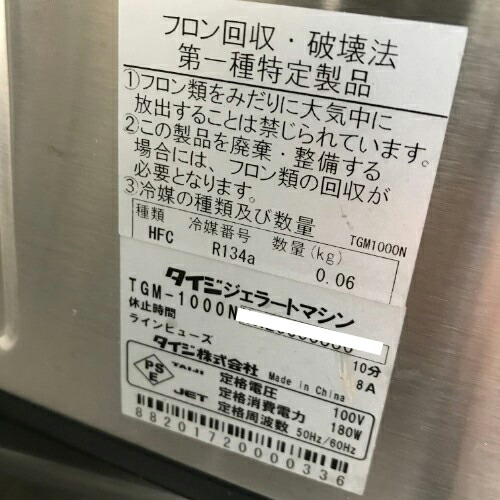 フロン回収・破壊法
第一種特定製品
①フロン類をみだりに大気中に
放出することは禁じられています。
②この製品を廃棄・整備する
場合には、フロン類の回収が
必要となります。
③冷媒の種類及び数量 TGM1000N
種類 冷媒番号 数量(kg)
HFC R134a 0.06
タイジジェラートマシン
TGM-1000N
休止時間 10分
ラインヒューズ 8A
タイジ株式会社 Made in China
PSE TAIJI 定格電圧 100V
定格消費電力 180W
JET 定格周波数 50Hz/60Hz
88201720000336